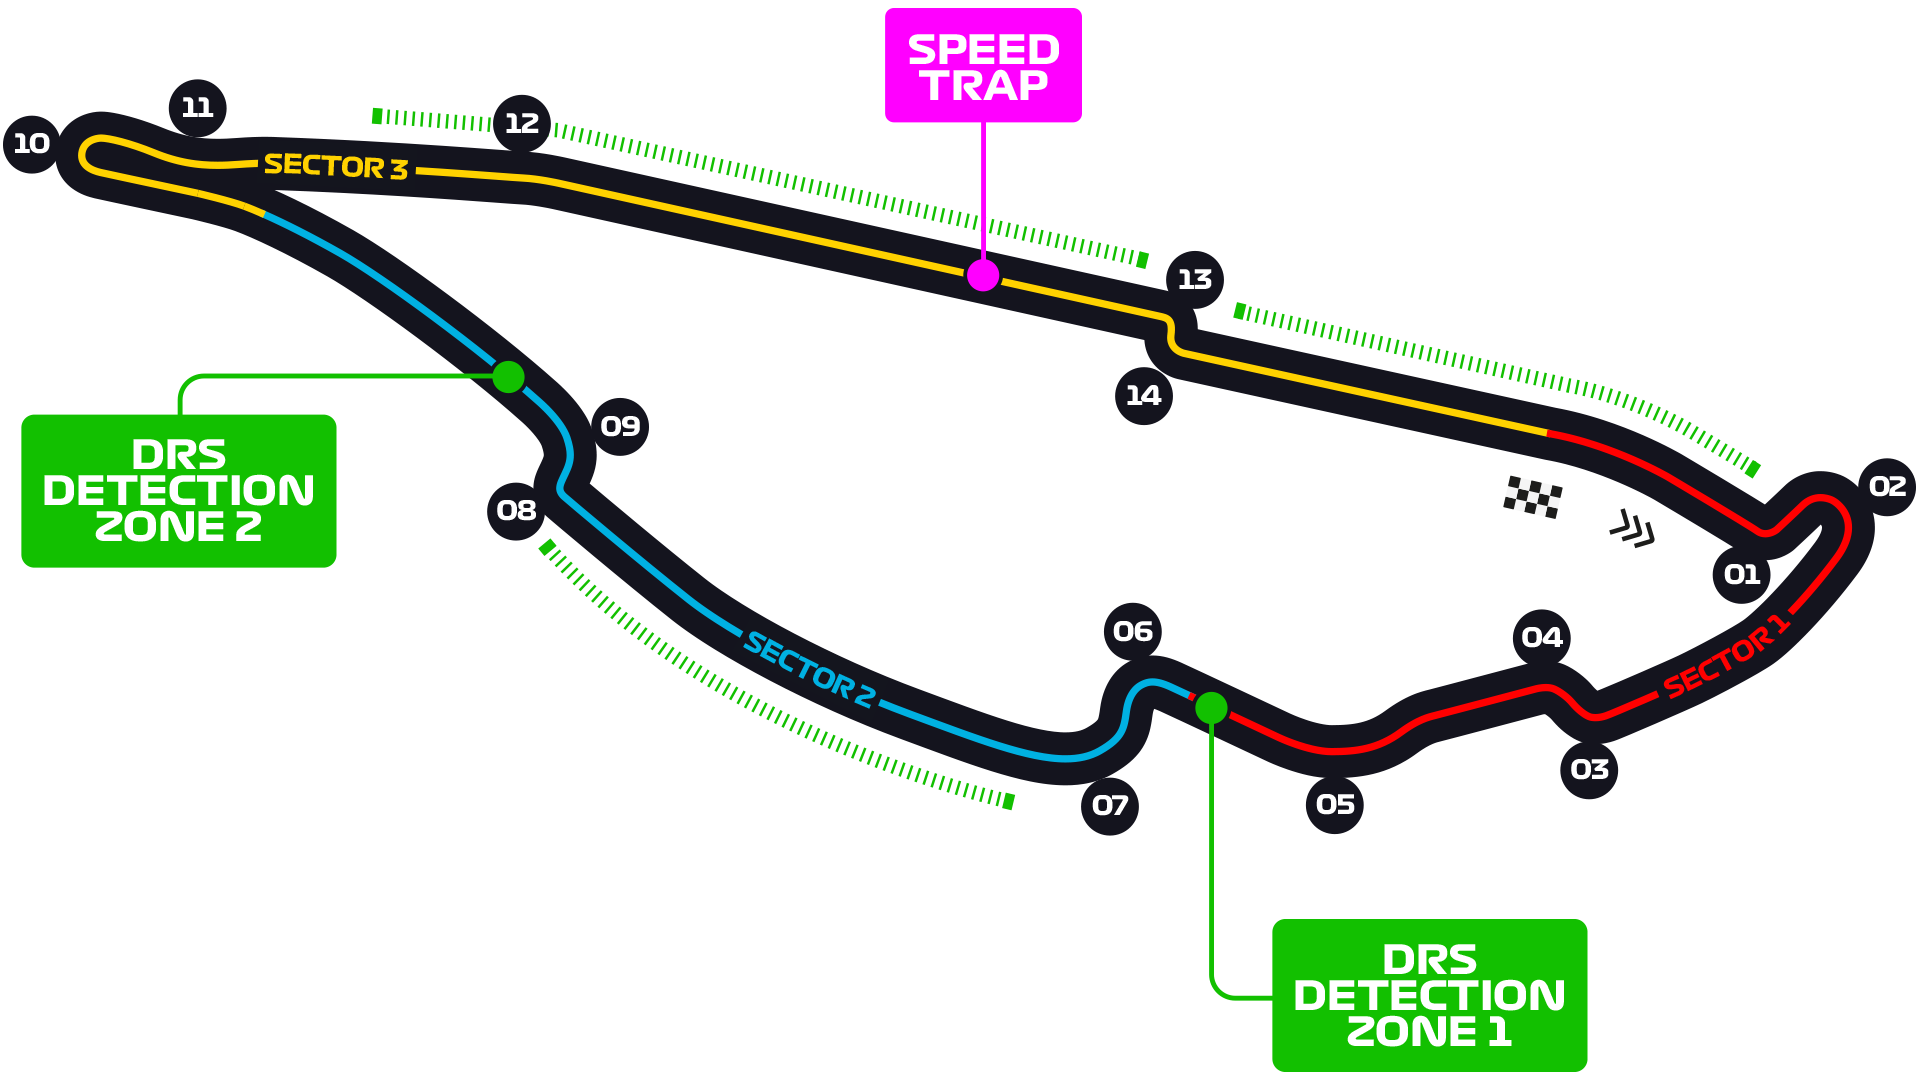 SPEED
TRAP
11
12
10
SECTOR 3
13
14
09
DRS
DETECTION
ZONE 2
08
02
01
06
04
SECTOR 2
SECTOR 1
03
07
05
DRS
DETECTION
ZONE 1